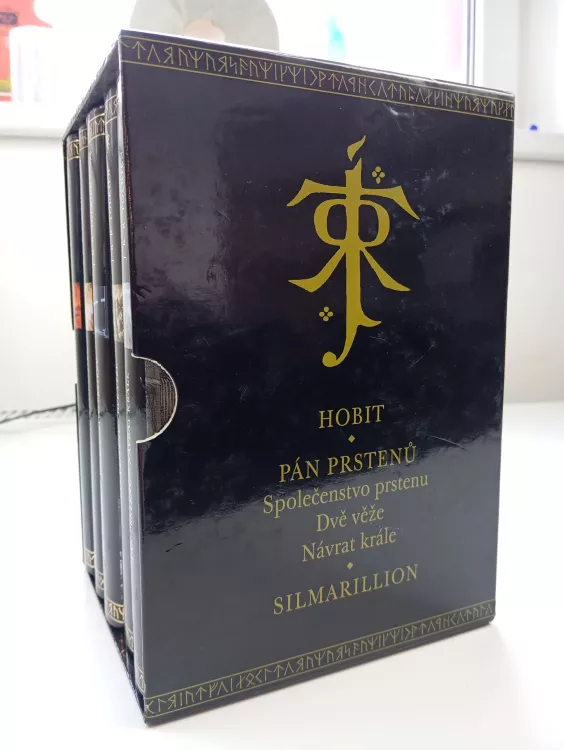 HOBIT
PÁN PRSTENŮ
Společenstvo prstenu
Dvě věže
Návrat krále
SILMARILLION